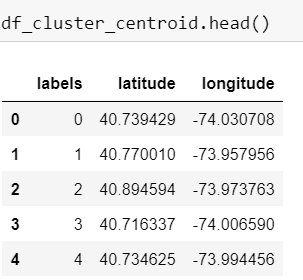 df_cluster_centroid.head()
labels latitude longitude
0 0 40.739429 -74.030708
1 1 40.770010 -73.957956
2 2 40.894594 -73.973763
3 3 40.716337 -74.006590
4 4 40.734625 -73.994456